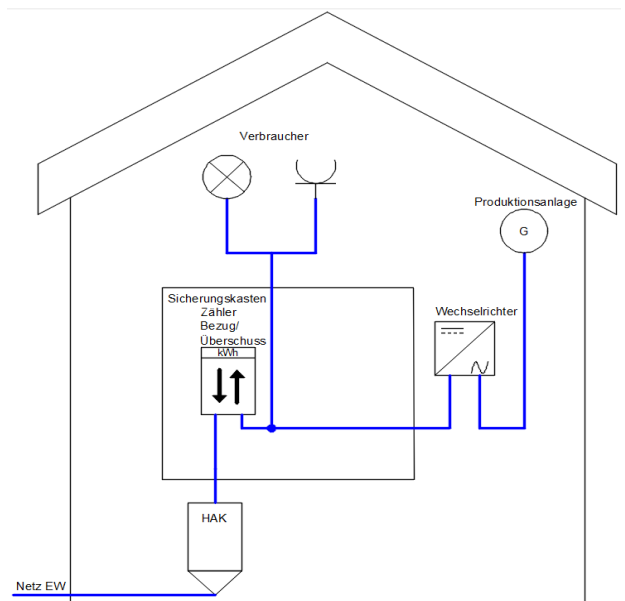 Verbraucher
Produktionsanlage
G
Sicherungskasten
Zähler
Bezug/
Überschuss
kWh
Wechselrichter
HAK
Netz EW